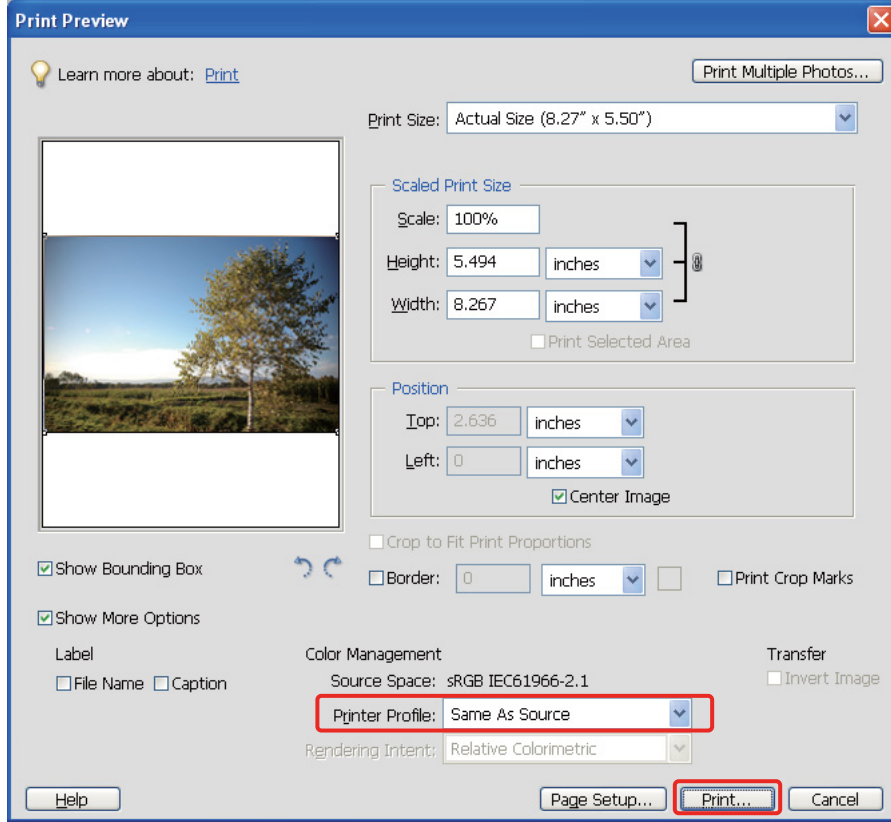 Print Preview
Learn more about: Print
Print Multiple Photos...
Print Size: Actual Size (8.27" x 5.50")
Scaled Print Size
Scale: 100%
Height: 5.494 inches
Width: 8.267 inches
Print Selected Area
Position
Top: 2.636 inches
Left: 0 inches
Center Image
Crop to Fit Print Proportions
Show Bounding Box
Border: 0 inches
Print Crop Marks
Show More Options
Label
Color Management
Transfer
File Name Caption
Source Space: sRGB IEC61966-2.1
Invert Image
Printer Profile: Same As Source
Rendering Intent: Relative Colorimetric
Help
Page Setup...
Print...
Cancel